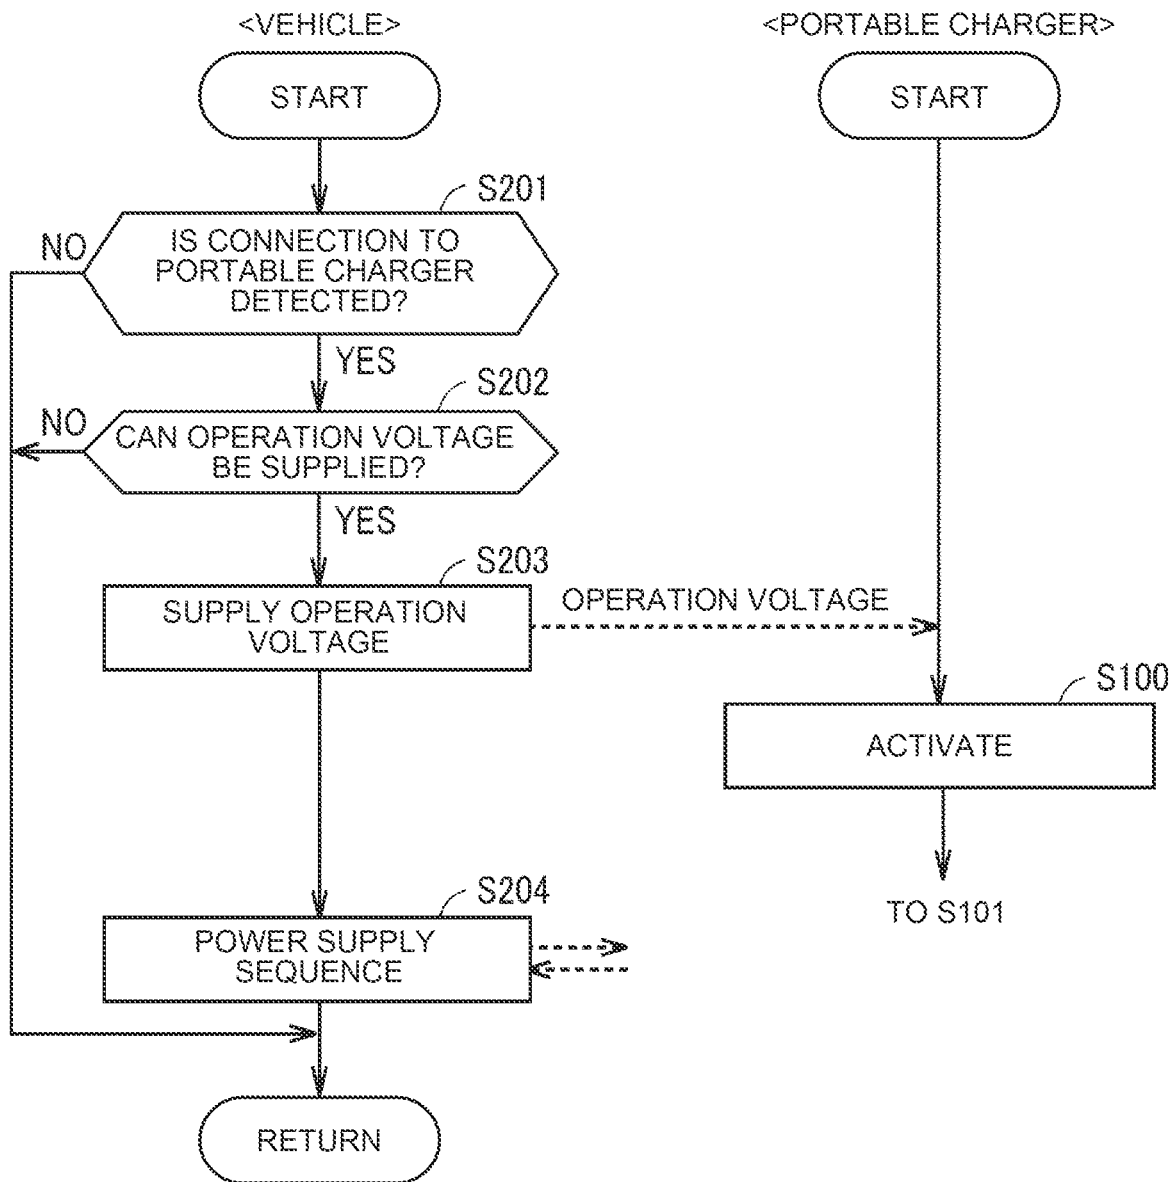 <VEHICLE>
START
S201
IS CONNECTION TO
PORTABLE CHARGER
DETECTED?
NO
YES
S202
CAN OPERATION VOLTAGE
BE SUPPLIED?
NO
YES
S203
SUPPLY OPERATION
VOLTAGE
OPERATION VOLTAGE
S204
POWER SUPPLY
SEQUENCE
RETURN
<PORTABLE CHARGER>
START
S100
ACTIVATE
TO S101